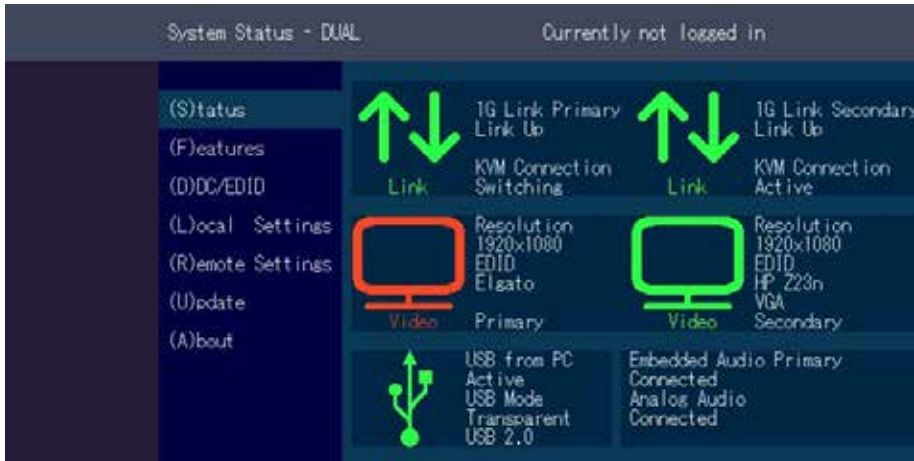 System Status - DUAL
Currently not logged in
(S)tatus
(F)eatures
(D)DC/EDID
(L)ocal Settings
(R)emote Settings
(U)pdate
(A)bout
Link
1G Link Primary
Link Up
KVM Connection
Switching
Link
1G Link Secondary
Link Up
KVM Connection
Active
Video
Resolution
1920x1080
EDID
Elgato
Primary
Video
Resolution
1920x1080
EDID
HP Z23n
VGA
Secondary
USB from PC
Active
USB Mode
Transparent
USB 2.0
Embedded Audio Primary
Connected
Analog Audio
Connected